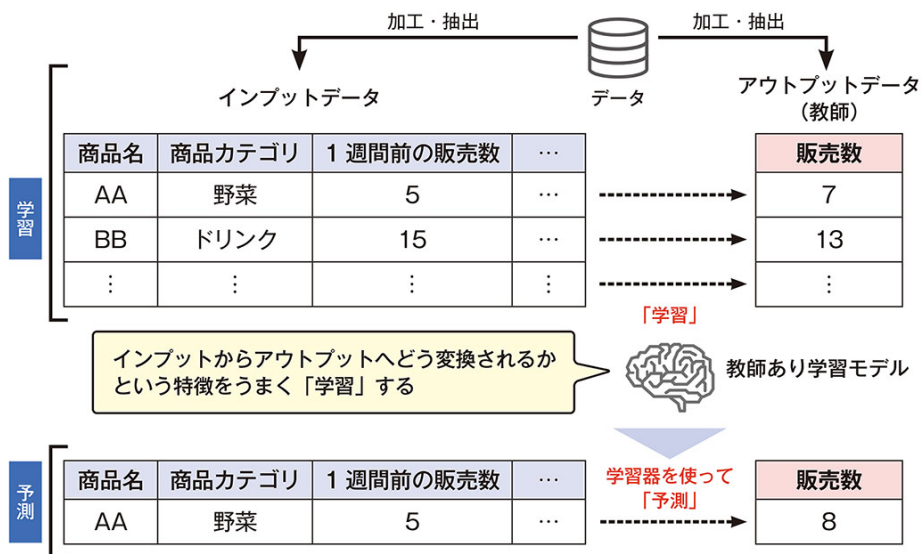 加工・抽出
加工・抽出
インプットデータ
データ
アウトプットデータ
(教師)
学習
商品名 商品カテゴリ 1週間前の販売数 … 販売数
AA 野菜 5 … 7
BB ドリンク 15 … 13
⋮ ⋮ ⋮ ⋮ ⋮
「学習」
インプットからアウトプットへどう変換されるか
という特徴をうまく「学習」する
教師あり学習モデル
予測
商品名 商品カテゴリ 1週間前の販売数 … 販売数
学習器を使って
「予測」
AA 野菜 5 … 8